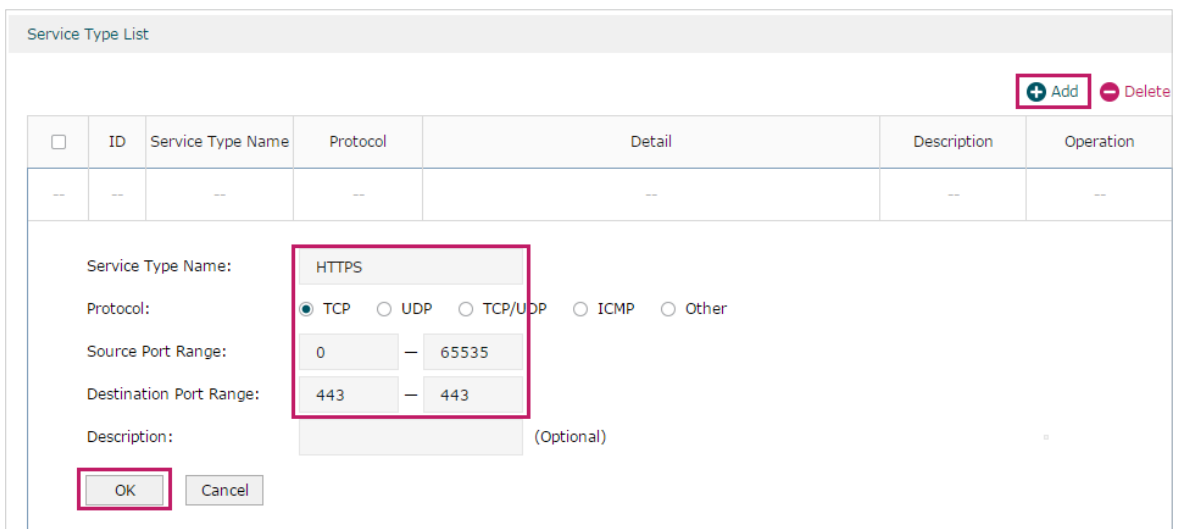 Service Type List
Add Delete
ID Service Type Name Protocol Detail Description Operation
-- -- -- -- -- -- --
Service Type Name: HTTPS
Protocol: TCP UDP TCP/UDP ICMP Other
Source Port Range: 0 — 65535
Destination Port Range: 443 — 443
Description: (Optional)
OK Cancel